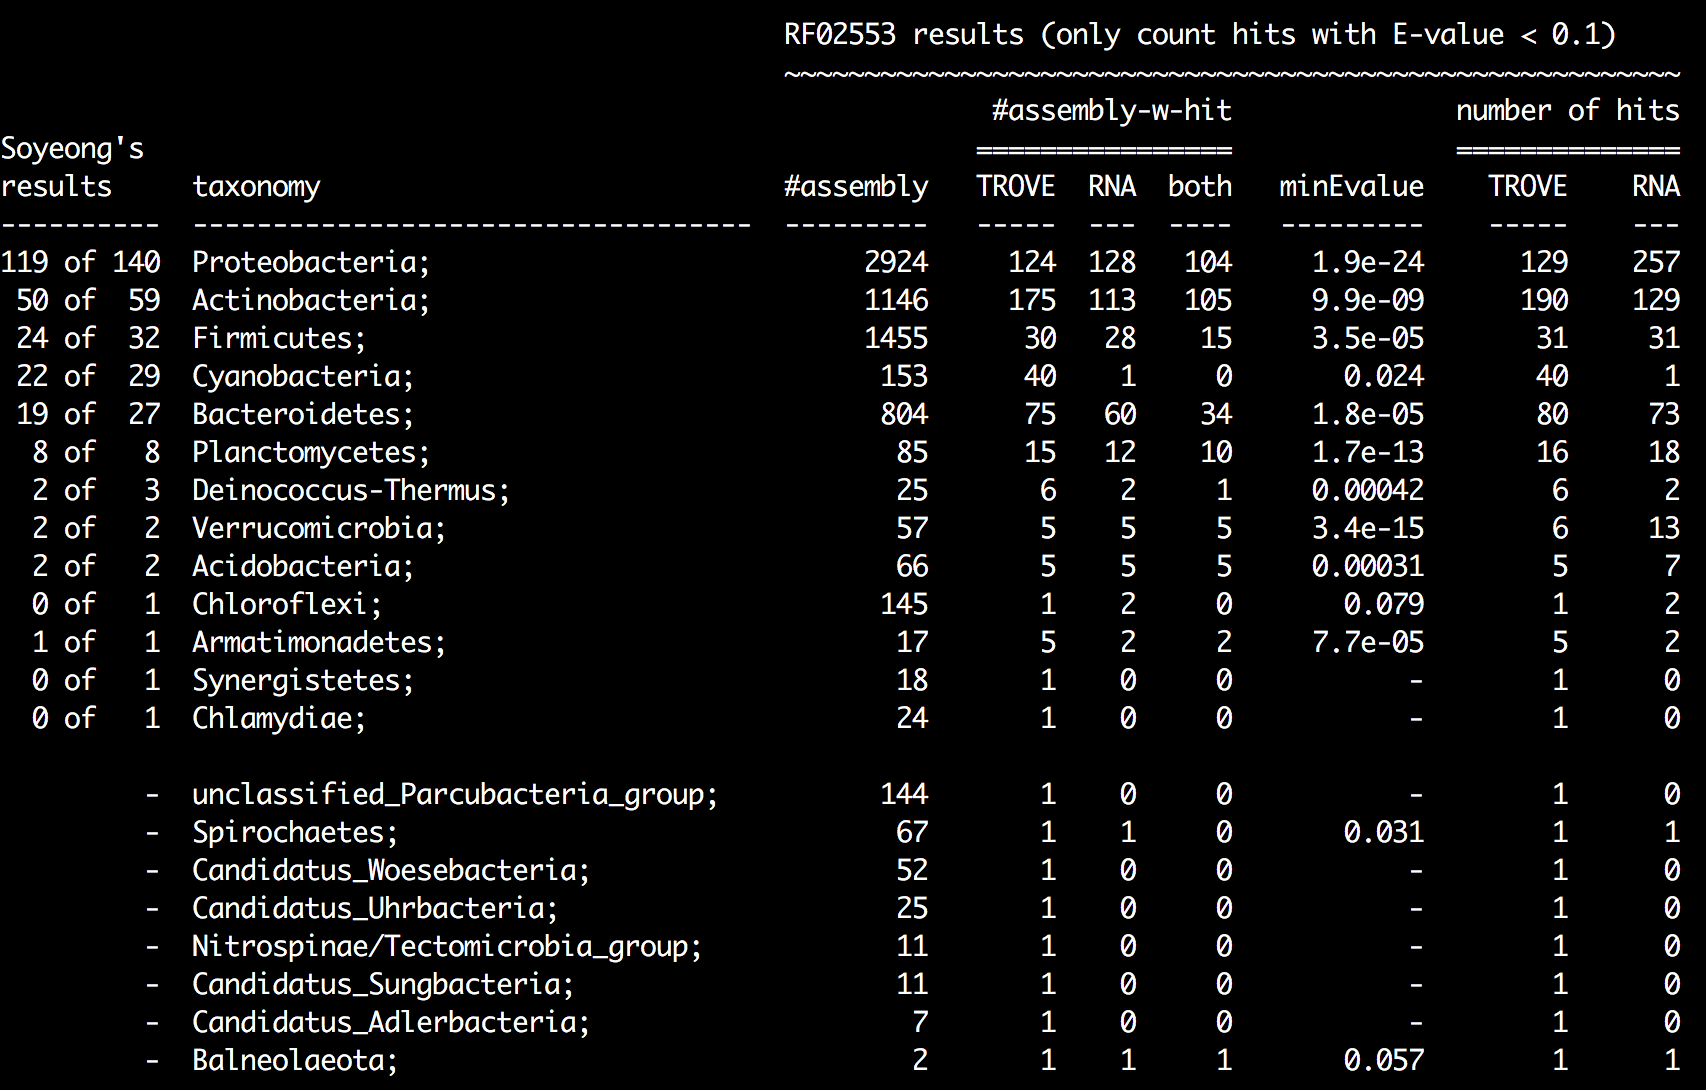 RF02553 results (only count hits with E-value < 0.1)
~~~~~~~~~~~~~~~~~~~~~~~~~~~~~~~~~~~~~~~~~~~~~~~~~~~~~~~~
#assembly-w-hit number of hits
Soyeong's ================ ==============
results taxonomy #assembly TROVE RNA both minEvalue TROVE RNA
---------- ----------------------------------- --------- ----- --- ---- --------- ----- ---
119 of 140 Proteobacteria; 2924 124 128 104 1.9e-24 129 257
50 of 59 Actinobacteria; 1146 175 113 105 9.9e-09 190 129
24 of 32 Firmicutes; 1455 30 28 15 3.5e-05 31 31
22 of 29 Cyanobacteria; 153 40 1 0 0.024 40 1
19 of 27 Bacteroidetes; 804 75 60 34 1.8e-05 80 73
8 of 8 Planctomycetes; 85 15 12 10 1.7e-13 16 18
2 of 3 Deinococcus-Thermus; 25 6 2 1 0.00042 6 2
2 of 2 Verrucomicrobia; 57 5 5 5 3.4e-15 6 13
2 of 2 Acidobacteria; 66 5 5 5 0.00031 5 7
0 of 1 Chloroflexi; 145 1 2 0 0.079 1 2
1 of 1 Armatimonadetes; 17 5 2 2 7.7e-05 5 2
0 of 1 Synergistetes; 18 1 0 0 - 1 0
0 of 1 Chlamydiae; 24 1 0 0 - 1 0
- unclassified_Parcubacteria_group; 144 1 0 0 - 1 0
- Spirochaetes; 67 1 1 0 0.031 1 1
- Candidatus_Woesebacteria; 52 1 0 0 - 1 0
- Candidatus_Uhrbacteria; 25 1 0 0 - 1 0
- Nitrospinae/Tectomicrobia_group; 11 1 0 0 - 1 0
- Candidatus_Sungbacteria; 11 1 0 0 - 1 0
- Candidatus_Adlerbacteria; 7 1 0 0 - 1 0
- Balneolaeota; 2 1 1 1 0.057 1 1